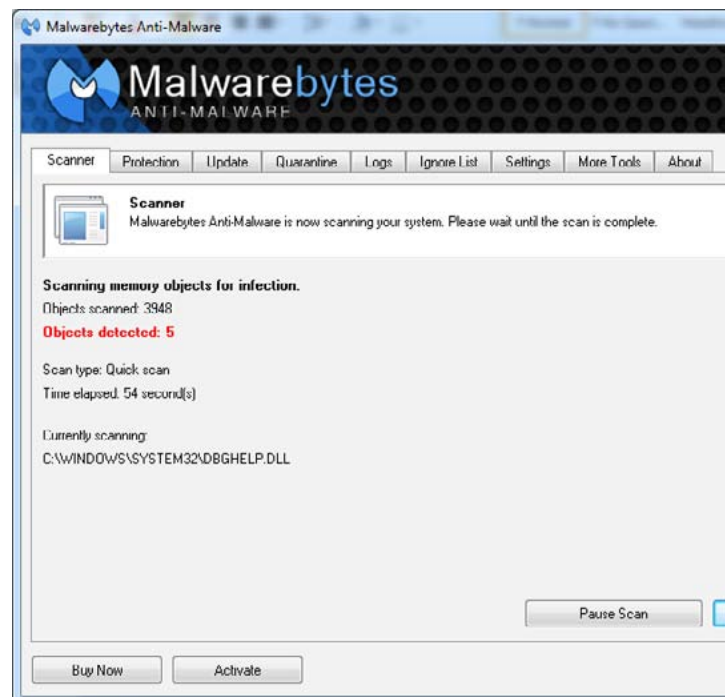 Malwarebytes Anti-Malware
Malwarebytes
ANTI-MALWARE
Scanner Protection Update Quarantine Logs Ignore List Settings More Tools About
Scanner
Malwarebytes Anti-Malware is now scanning your system. Please wait until the scan is complete.
Scanning memory objects for infection.
Objects scanned: 3948
Objects detected: 5
Scan type: Quick scan
Time elapsed: 54 second(s)
Currently scanning:
C:\WINDOWS\SYSTEM32\DBGHELP.DLL
Pause Scan
Buy Now Activate